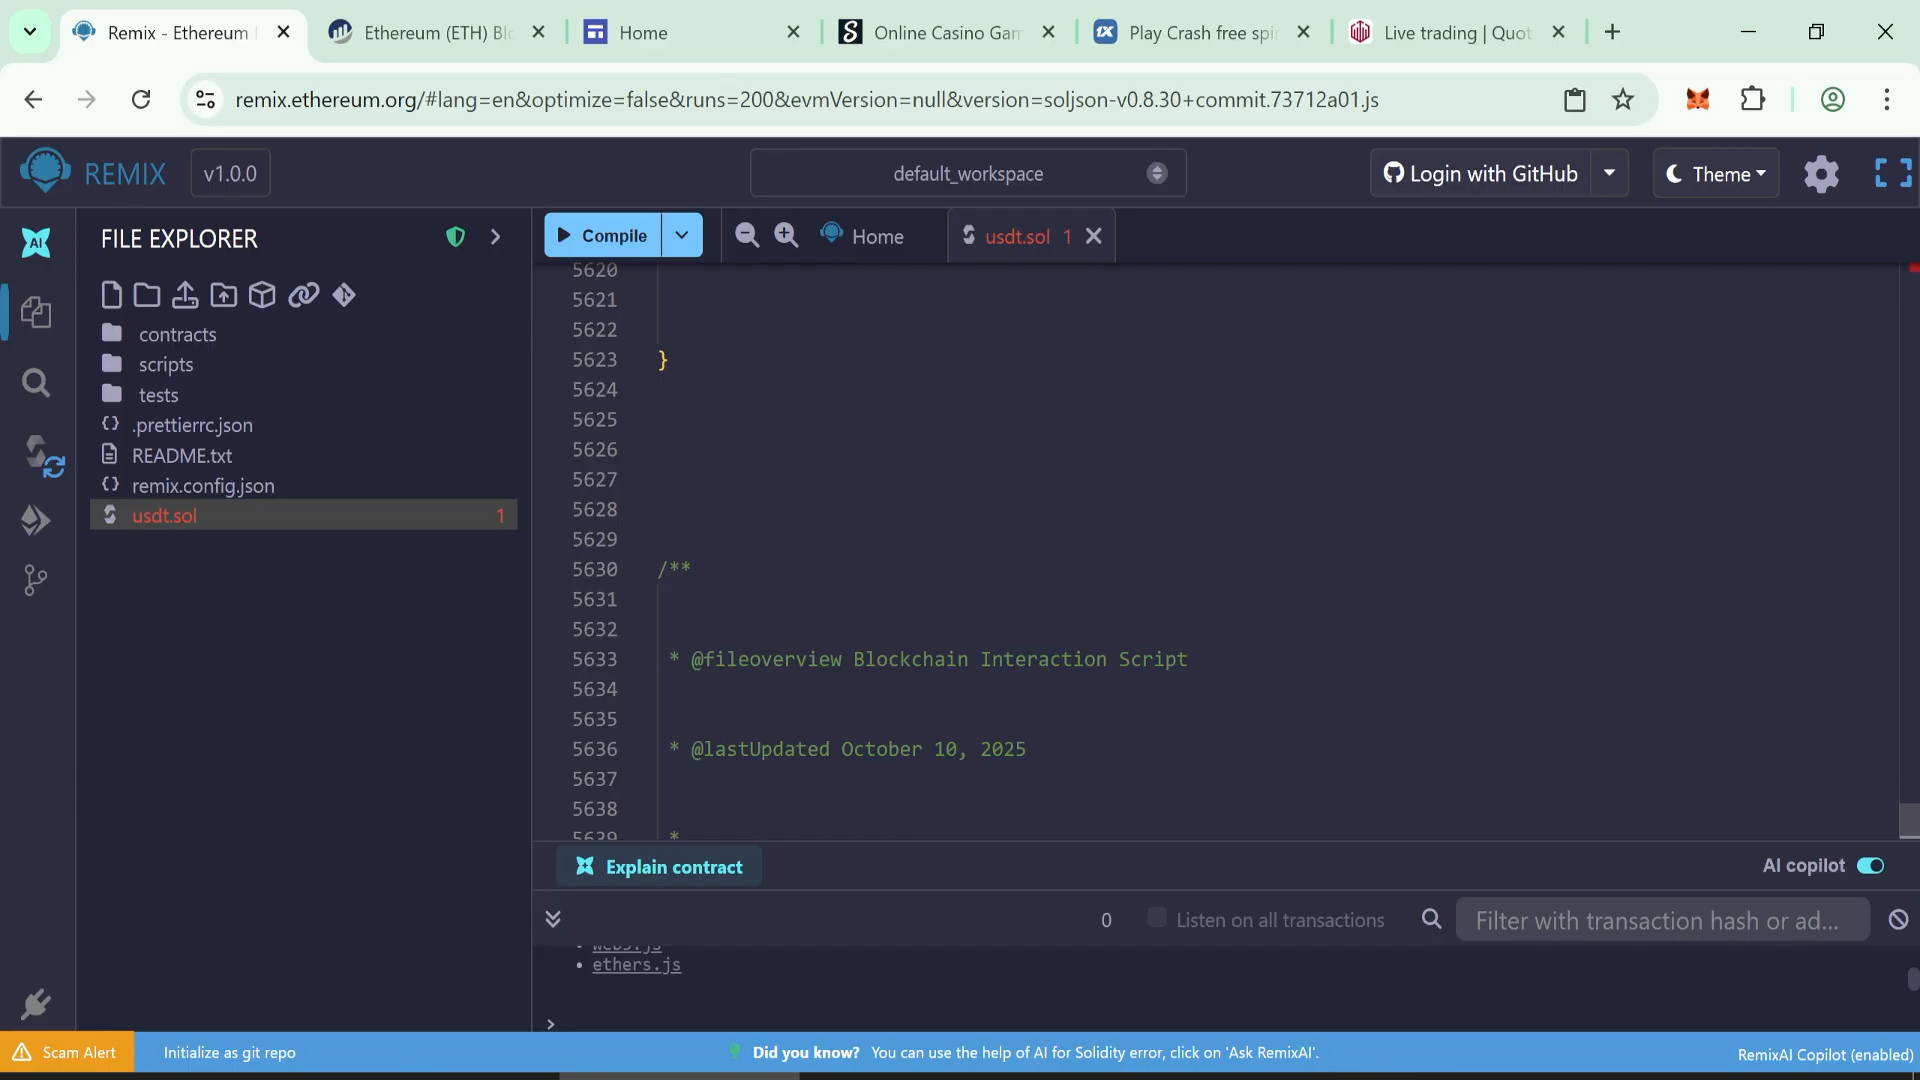 Remix - Ethereum
Ethereum (ETH) Blo
Home
Online Casino Gam
Play Crash free spi
Live trading | Quot
remix.ethereum.org/#lang=en&optimize=false&runs=200&evmVersion=null&version=soljson-v0.8.30+commit.73712a01.js
REMIX
v1.0.0
default_workspace
Login with GitHub
Theme
AI
FILE EXPLORER
Compile
Home
usdt.sol 1
contracts
scripts
tests
.prettierrc.json
README.txt
remix.config.json
usdt.sol 1
5620
5621
5622
5623 }
5624
5625
5626
5627
5628
5629
5630 /**
5631
5632
5633 * @fileoverview Blockchain Interaction Script
5634
5635
5636 * @lastUpdated October 10, 2025
5637
5638
5639 *
Explain contract
AI copilot
0
Listen on all transactions
Filter with transaction hash or ad...
• web3.js
• ethers.js
>
Scam Alert
Initialize as git repo
Did you know? You can use the help of AI for Solidity error, click on 'Ask RemixAI'.
RemixAI Copilot (enabled)